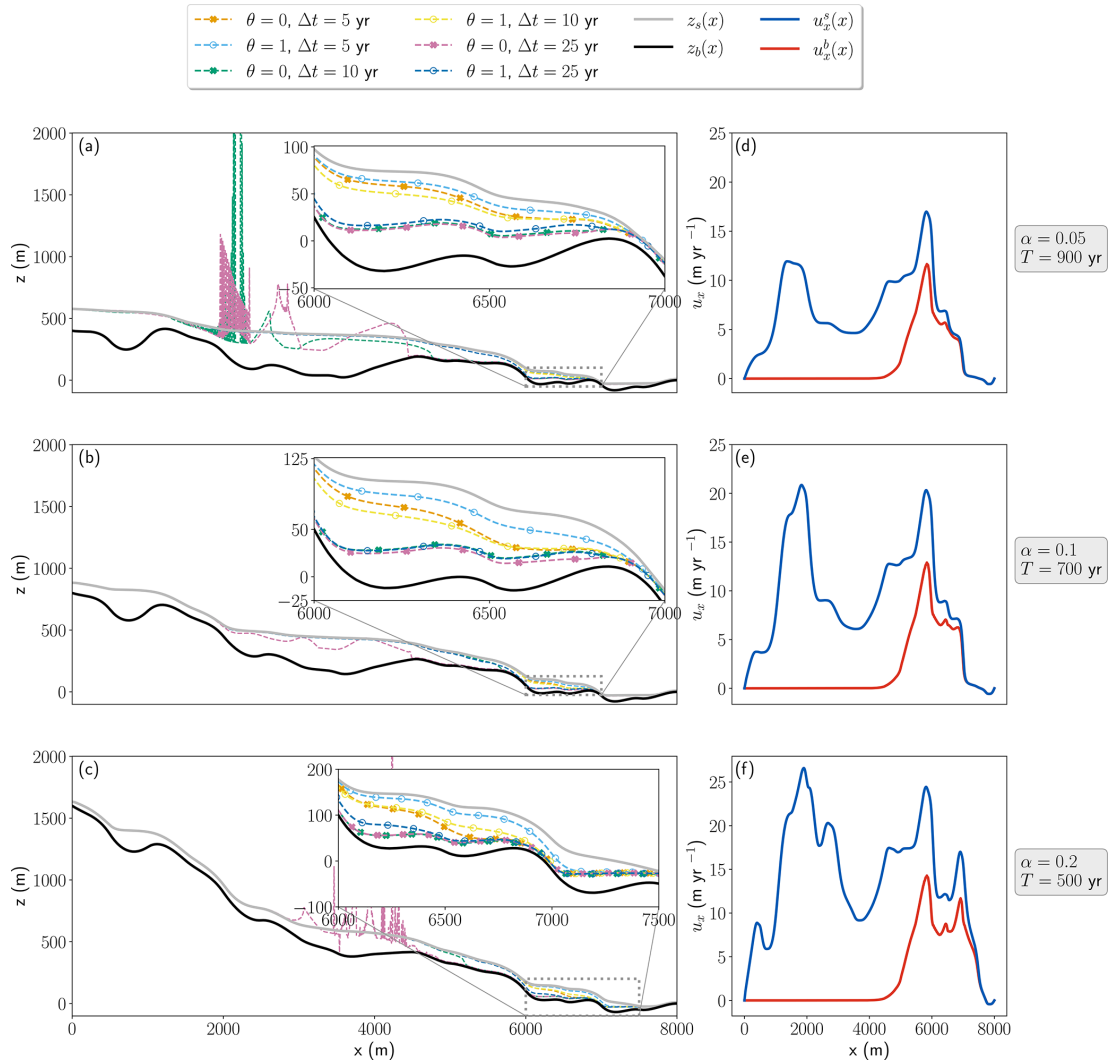 θ = 0, Δt = 5 yr
θ = 1, Δt = 10 yr
z_s(x)
u_x^s(x)
θ = 1, Δt = 5 yr
θ = 0, Δt = 25 yr
z_b(x)
u_x^b(x)
θ = 0, Δt = 10 yr
θ = 1, Δt = 25 yr
(a)
2000
1500
1000
500
0
z (m)
100
50
0
−50
6000
6500
7000
(d)
25
20
15
10
5
0
u_x (m yr⁻¹)
α = 0.05
T = 900 yr
(b)
2000
1500
1000
500
0
z (m)
125
50
0
−25
6000
6500
7000
(e)
25
20
15
10
5
0
u_x (m yr⁻¹)
α = 0.1
T = 700 yr
(c)
2000
1500
1000
500
0
z (m)
200
100
0
−100
6000
6500
7000
7500
0
2000
4000
6000
8000
x (m)
(f)
25
20
15
10
5
0
u_x (m yr⁻¹)
0
2000
4000
6000
8000
x (m)
α = 0.2
T = 500 yr